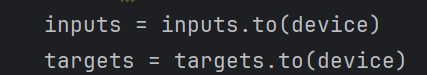 inputs = inputs.to(device)
targets = targets.to(device)